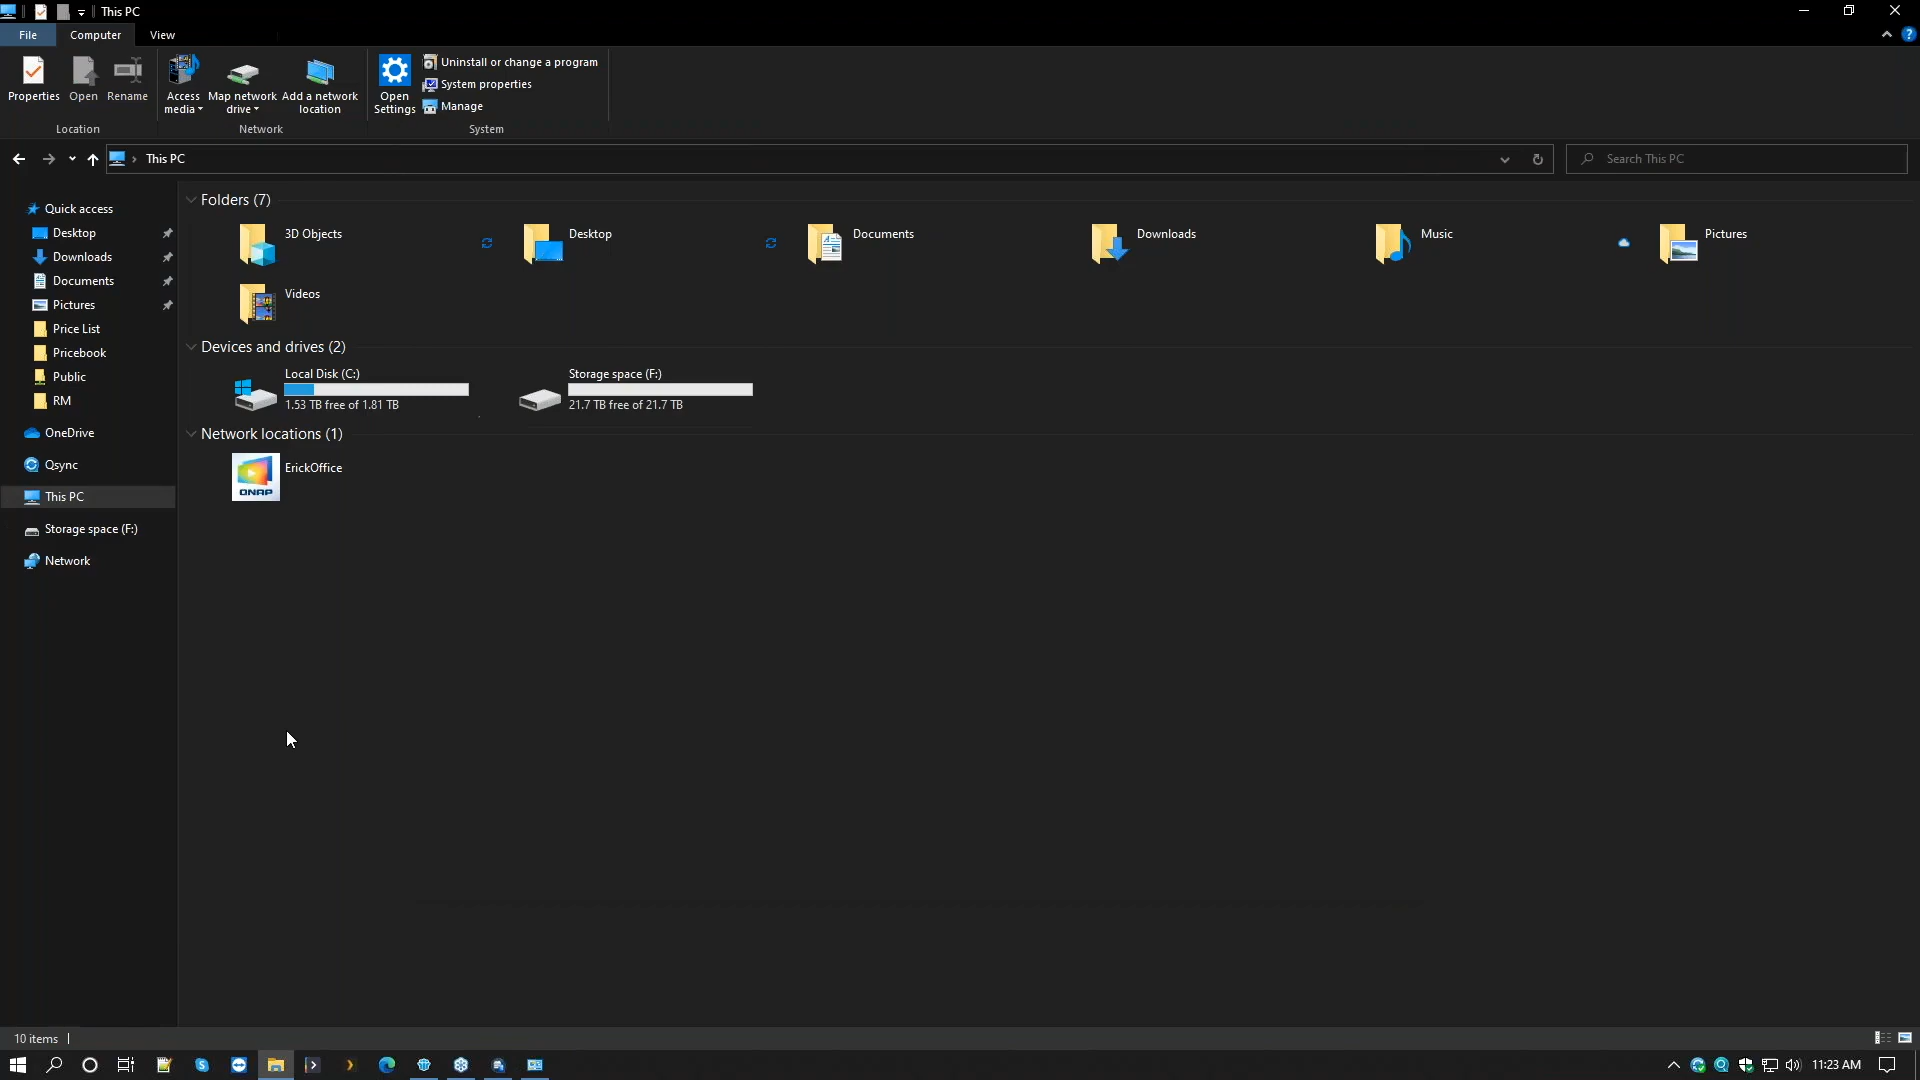 This PC
File Computer View
Properties Open Rename Access media Map network drive Add a network location Open Settings
Uninstall or change a program
System properties
Manage
Location Network System
This PC
Search This PC
Quick access
Desktop
Downloads
Documents
Pictures
Price List
Pricebook
Public
RM
OneDrive
Qsync
This PC
Storage space (F:)
Network
Folders (7)
3D Objects Desktop Documents Downloads Music Pictures
Videos
Devices and drives (2)
Local Disk (C:)
1.53 TB free of 1.81 TB
Storage space (F:)
21.7 TB free of 21.7 TB
Network locations (1)
ErickOffice
QNAP
10 items
11:23 AM